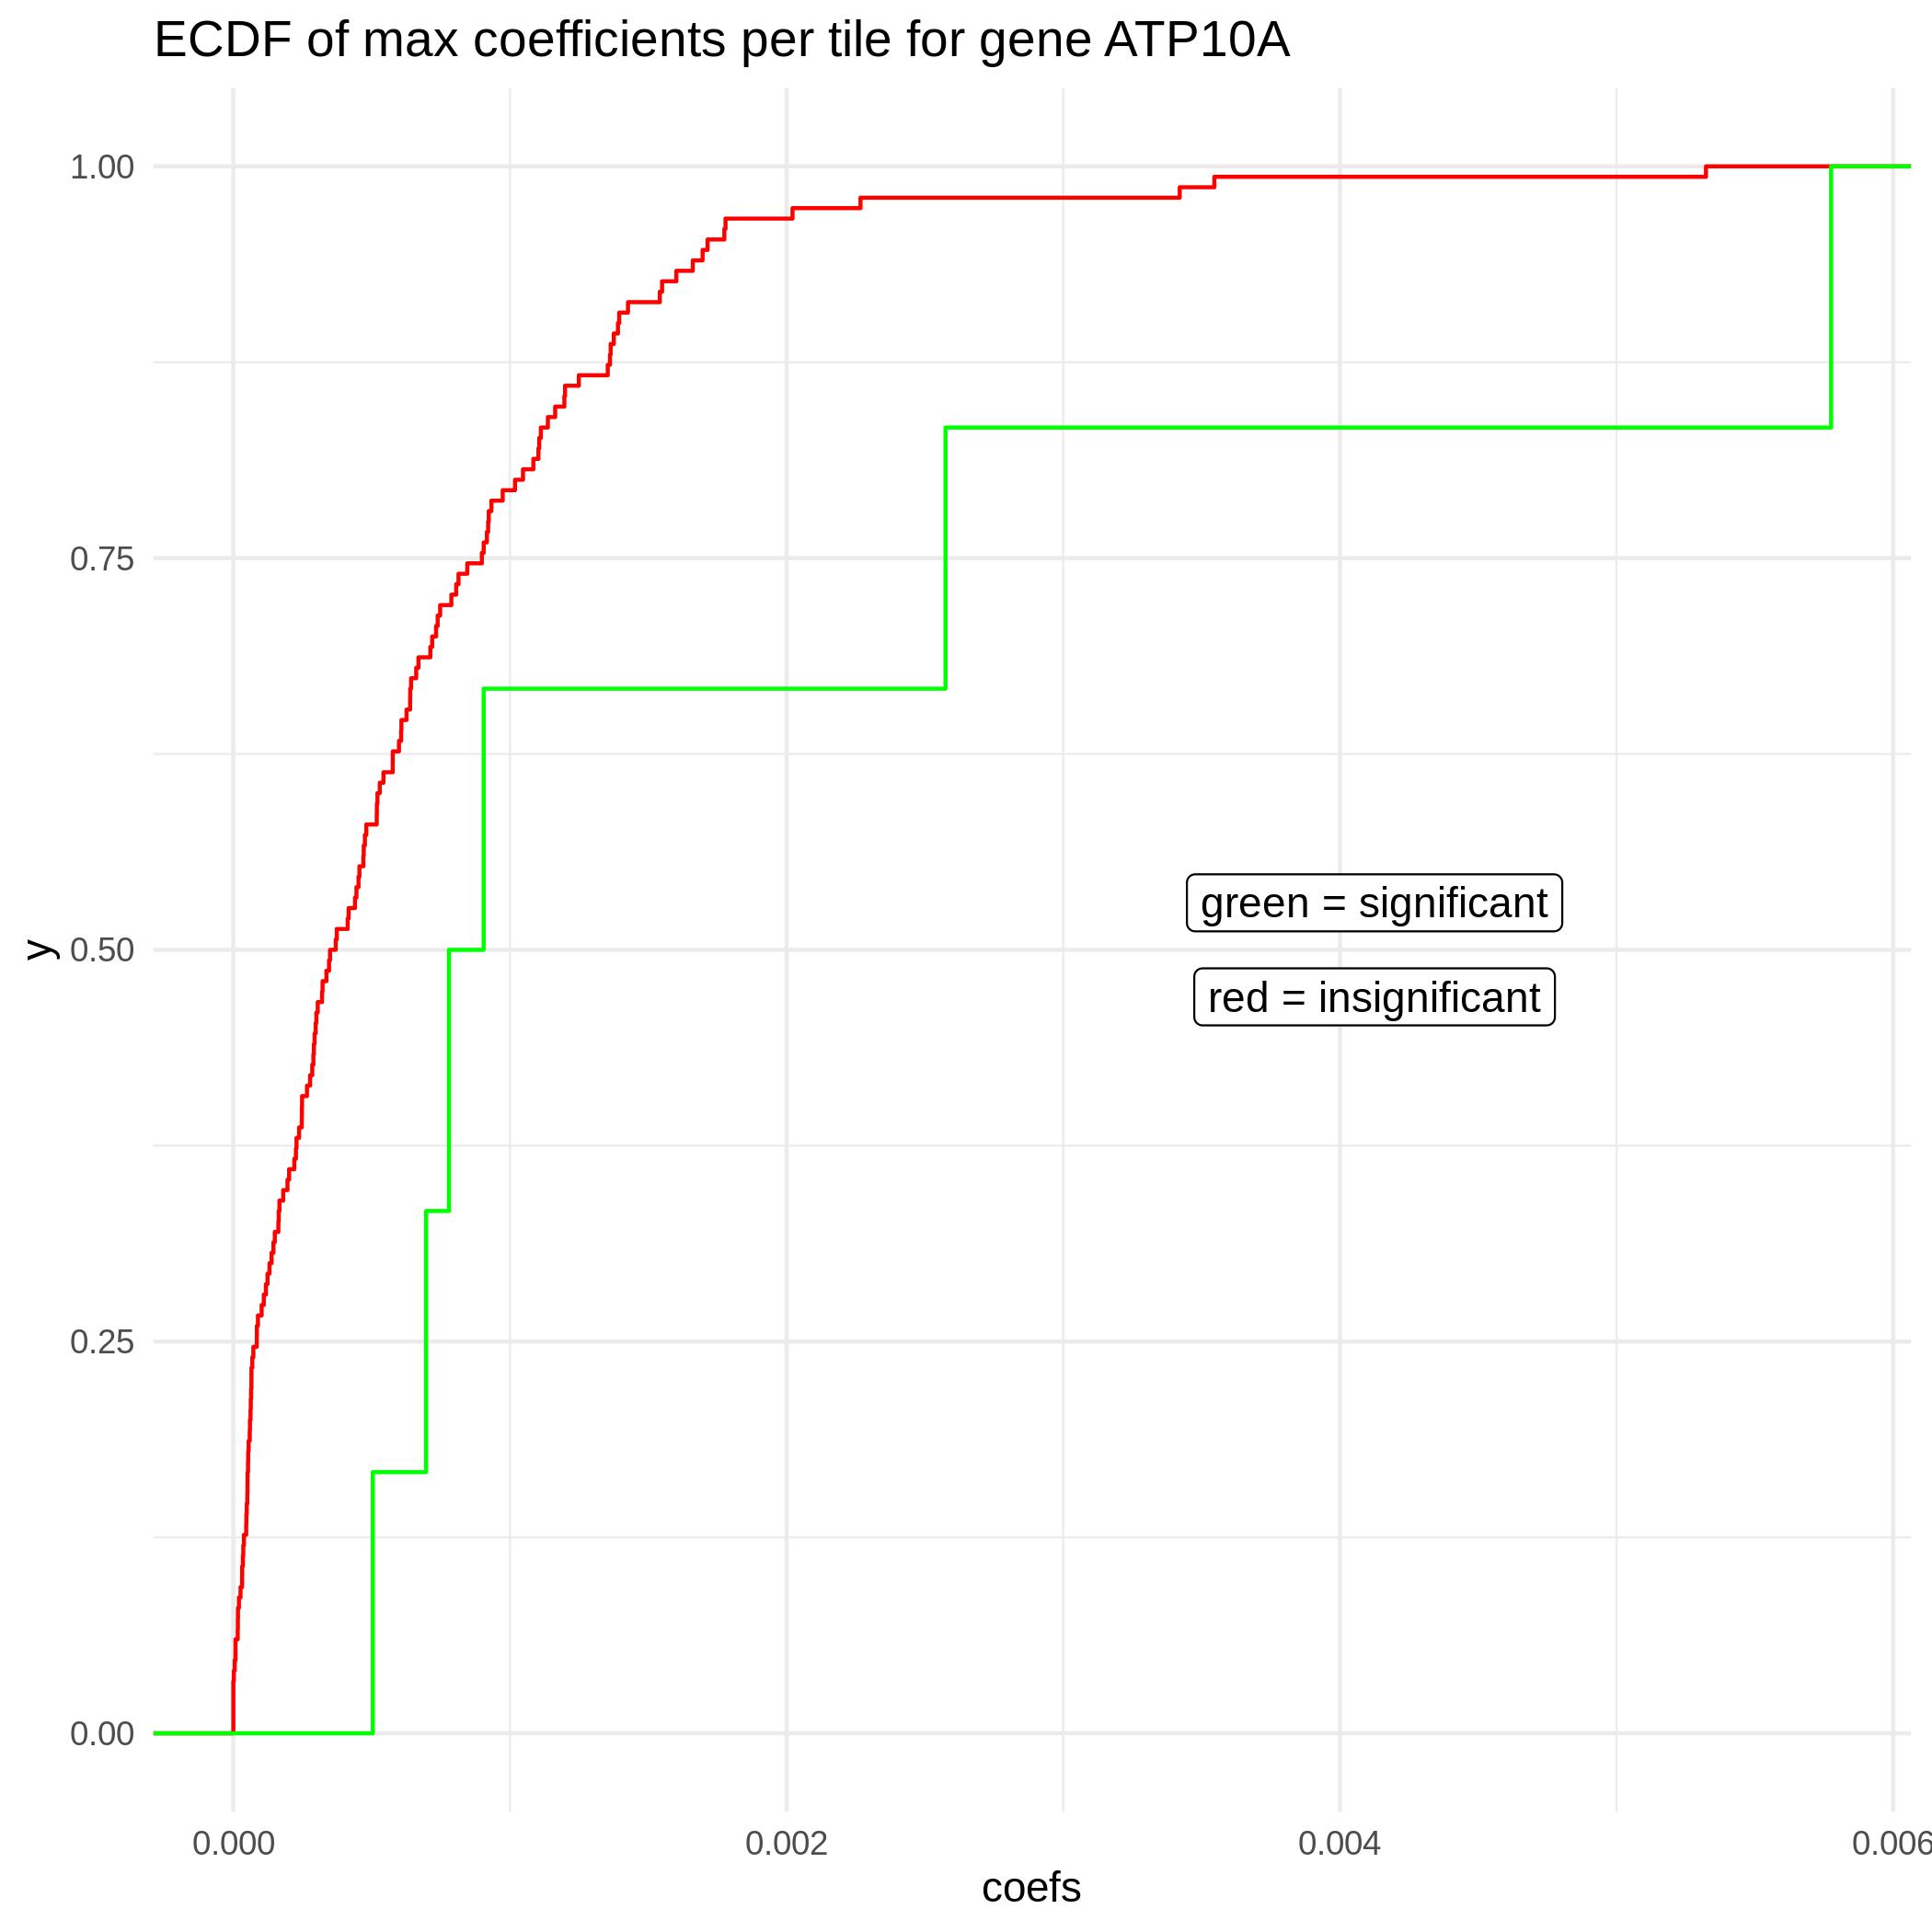 ECDF of max coefficients per tile for gene ATP10A
1.00
0.75
y
0.50
0.25
0.00
green = significant
red = insignificant
0.000 0.002 0.004 0.006
coefs